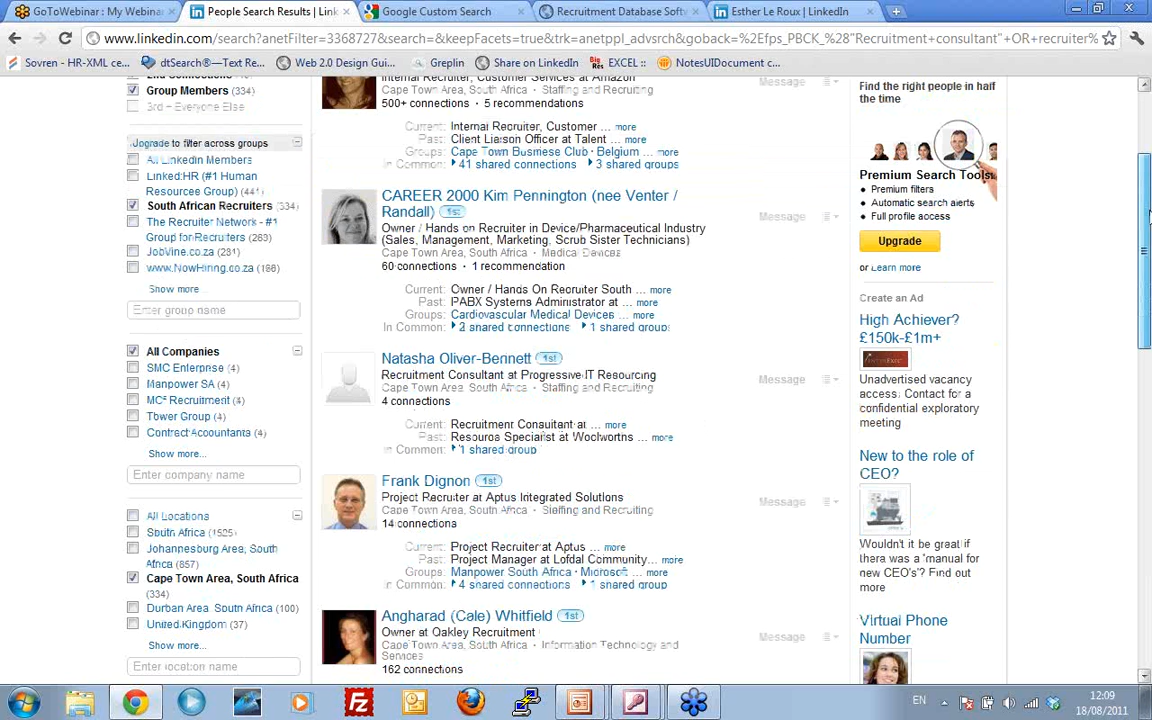 GoToWebinar : My Webinar
People Search Results | Link
Google Custom Search
Recruitment Database Softw
Esther Le Roux | LinkedIn
www.linkedin.com/search?anetFilter=3368727&search=&keepFacets=true&trk=anetppl_advsrch&goback=%2Efps_PBCK_%28"Recruitment+consultant"+OR+recruiter%
Sovren - HR-XML ce...
dtSearch®—Text Re...
Web 2.0 Design Gui...
Greplin
Share on LinkedIn
EXCEL ::
NotesUIDocument c...
2nd Connections
Group Members (334)
3rd + Everyone Else
Upgrade to filter across groups
All LinkedIn Members
Linked:HR (#1 Human
Resources Group) (441)
South African Recruiters (334)
The Recruiter Network - #1
Group for Recruiters (263)
JobVine.co.za (281)
www.NowHiring.co.za (186)
Show more...
Enter group name
All Companies
SMC Enterprise (4)
Manpower SA (4)
Recruitment (4)
Tower Group (4)
Contract Accountants (4)
Show more...
Enter company name
All Locations
South Africa (1525)
Johannesburg Area, South
Africa (857)
Cape Town Area, South Africa
(334)
Durban Area, South Africa (100)
United Kingdom (37)
Show more...
Enter location name
Internal Recruiter, Customer Services at Amazon
Cape Town Area, South Africa · Staffing and Recruiting
500+ connections · 5 recommendations
Message
Current: Internal Recruiter, Customer ... more
Past: Client Liaison Officer at Talent ... more
Groups: Cape Town Business Club · Belgium ... more
In Common: 41 shared connections 3 shared groups
CAREER 2000 Kim Pennington (nee Venter /
Randall) 1st
Message
Owner / Hands on Recruiter in Device/Pharmaceutical Industry
(Sales, Management, Marketing, Scrub Sister Technicians)
Cape Town Area, South Africa · Medical Devices
60 connections · 1 recommendation
Current: Owner / Hands On Recruiter South ... more
Past: PABX Systems Administrator at ... more
Groups: Cardiovascular Medical Devices ... more
In Common: 2 shared connections 1 shared group
Natasha Oliver-Bennett 1st
Recruitment Consultant at Progressive IT Resourcing
Message
Cape Town Area, South Africa · Staffing and Recruiting
4 connections
Current: Recruitment Consultant at ... more
Past: Resource Specialist at Woolworths ... more
In Common: 1 shared group
Frank Dignon 1st
Project Recruiter at Aptus Integrated Solutions
Message
Cape Town Area, South Africa · Staffing and Recruiting
14 connections
Current: Project Recruiter at Aptus ... more
Past: Project Manager at Lofdal Community... more
Groups: Manpower South Africa · Microsoft ... more
In Common: 4 shared connections 1 shared group
Angharad (Cale) Whitfield 1st
Owner at Oakley Recruitment
Message
Cape Town Area, South Africa · Information Technology and
Services
162 connections
Find the right people in half
the time
Premium Search Tools:
Premium filters
Automatic search alerts
Full profile access
Upgrade
or Learn more
Create an Ad
High Achiever?
£150k-£1m+
Unadvertised vacancy
access. Contact for a
confidential exploratory
meeting
New to the role of
CEO?
Wouldn't it be great if
there was a 'manual for
new CEO's'? Find out
more
Virtual Phone
Number
EN
12:09
18/08/2011